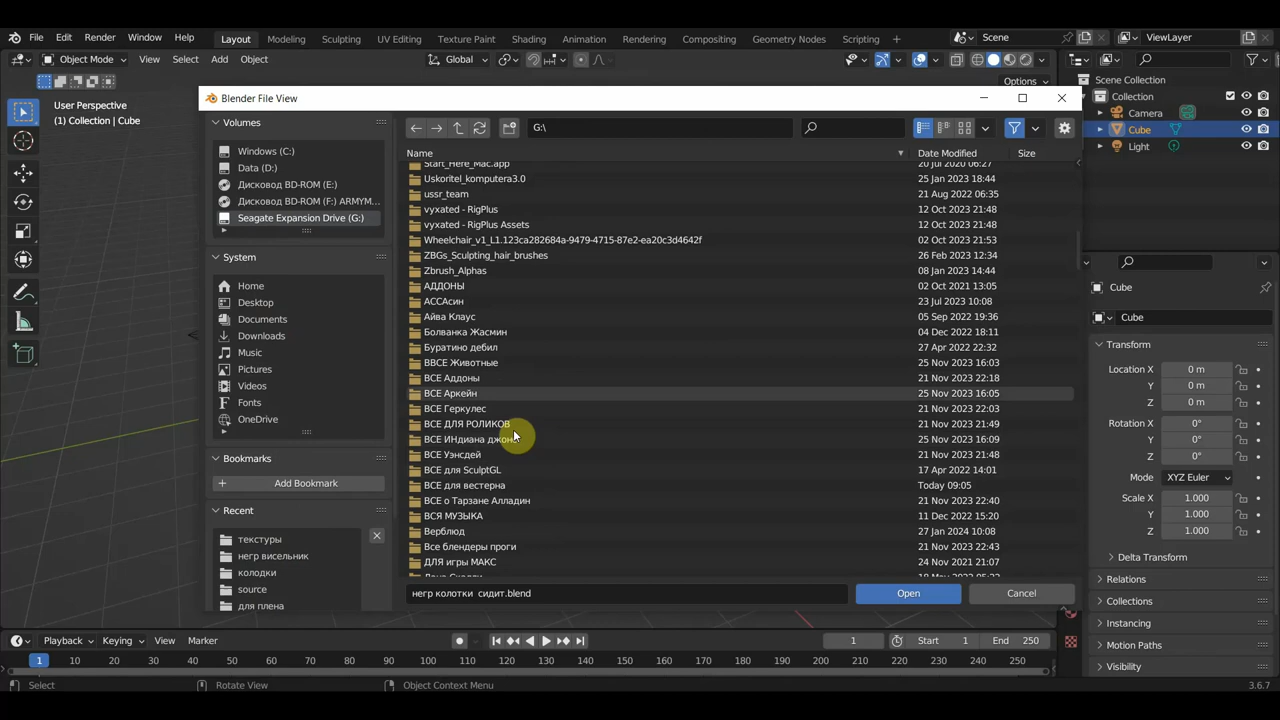 File Edit Render Window Help Layout Modeling Sculpting UV Editing Texture Paint Shading Animation Rendering Compositing Geometry Nodes Scripting + Scene ViewLayer
Object Mode View Select Add Object Global
Options
User Perspective
(1) Collection | Cube
Scene Collection
Collection
Camera
Cube
Light
Blender File View
Volumes
Windows (C:)
Data (D:)
Дисковод BD-ROM (E:)
Дисковод BD-ROM (F:) ARMYM...
Seagate Expansion Drive (G:)
System
Home
Desktop
Documents
Downloads
Music
Pictures
Videos
Fonts
OneDrive
Bookmarks
+ Add Bookmark
Recent
текстуры
негр висельник
колодки
source
для плена
G:\
Name Date Modified Size
Start_Here_Mac.app 20 Jul 2020 06:27
Uskoritel_komputera3.0 25 Jan 2023 18:44
ussr_team 21 Aug 2022 06:35
vyxated - RigPlus 12 Oct 2023 21:48
vyxated - RigPlus Assets 12 Oct 2023 21:48
Wheelchair_v1_L1.123ca282684a-9479-4715-87e2-ea20c3d4642f 02 Oct 2023 21:53
ZBGs_Sculpting_hair_brushes 26 Feb 2023 12:34
Zbrush_Alphas 08 Jan 2023 14:44
АДДОНЫ 02 Oct 2021 13:05
АССАсин 23 Jul 2023 10:08
Айва Клаус 05 Sep 2022 19:36
Болванка Жасмин 04 Dec 2022 18:11
Буратино дебил 27 Apr 2022 22:32
ВВСЕ Животные 25 Nov 2023 16:03
ВСЕ Аддоны 21 Nov 2023 22:18
ВСЕ Аркейн 25 Nov 2023 16:05
ВСЕ Геркулес 21 Nov 2023 22:03
ВСЕ ДЛЯ РОЛИКОВ 21 Nov 2023 21:49
ВСЕ ИНдиана 25 Nov 2023 16:09
ВСЕ Уэнсдей 21 Nov 2023 21:48
ВСЕ для SculptGL 17 Apr 2022 14:01
ВСЕ для вестерна Today 09:05
ВСЕ о Тарзане Алладин 21 Nov 2023 22:40
ВСЯ МУЗЫКА 11 Dec 2022 15:20
Верблюд 27 Jan 2024 10:08
Все блендеры проги 21 Nov 2023 22:43
ДЛЯ игры МАКС 24 Nov 2021 21:07
негр колотки сидит.blend Open Cancel
Cube
Cube
Transform
Location X 0 m
Y 0 m
Z 0 m
Rotation X 0°
Y 0°
Z 0°
Mode XYZ Euler
Scale X 1.000
Y 1.000
Z 1.000
Delta Transform
Relations
Collections
Instancing
Motion Paths
Visibility
Playback Keying View Marker 1 Start 1 End 250
1 10 20 30 40 50 60 70 80 90 100 110 120 130 140 150 160 170 180 190 200 210 220 230 240 250
Select Rotate View Object Context Menu 3.6.7